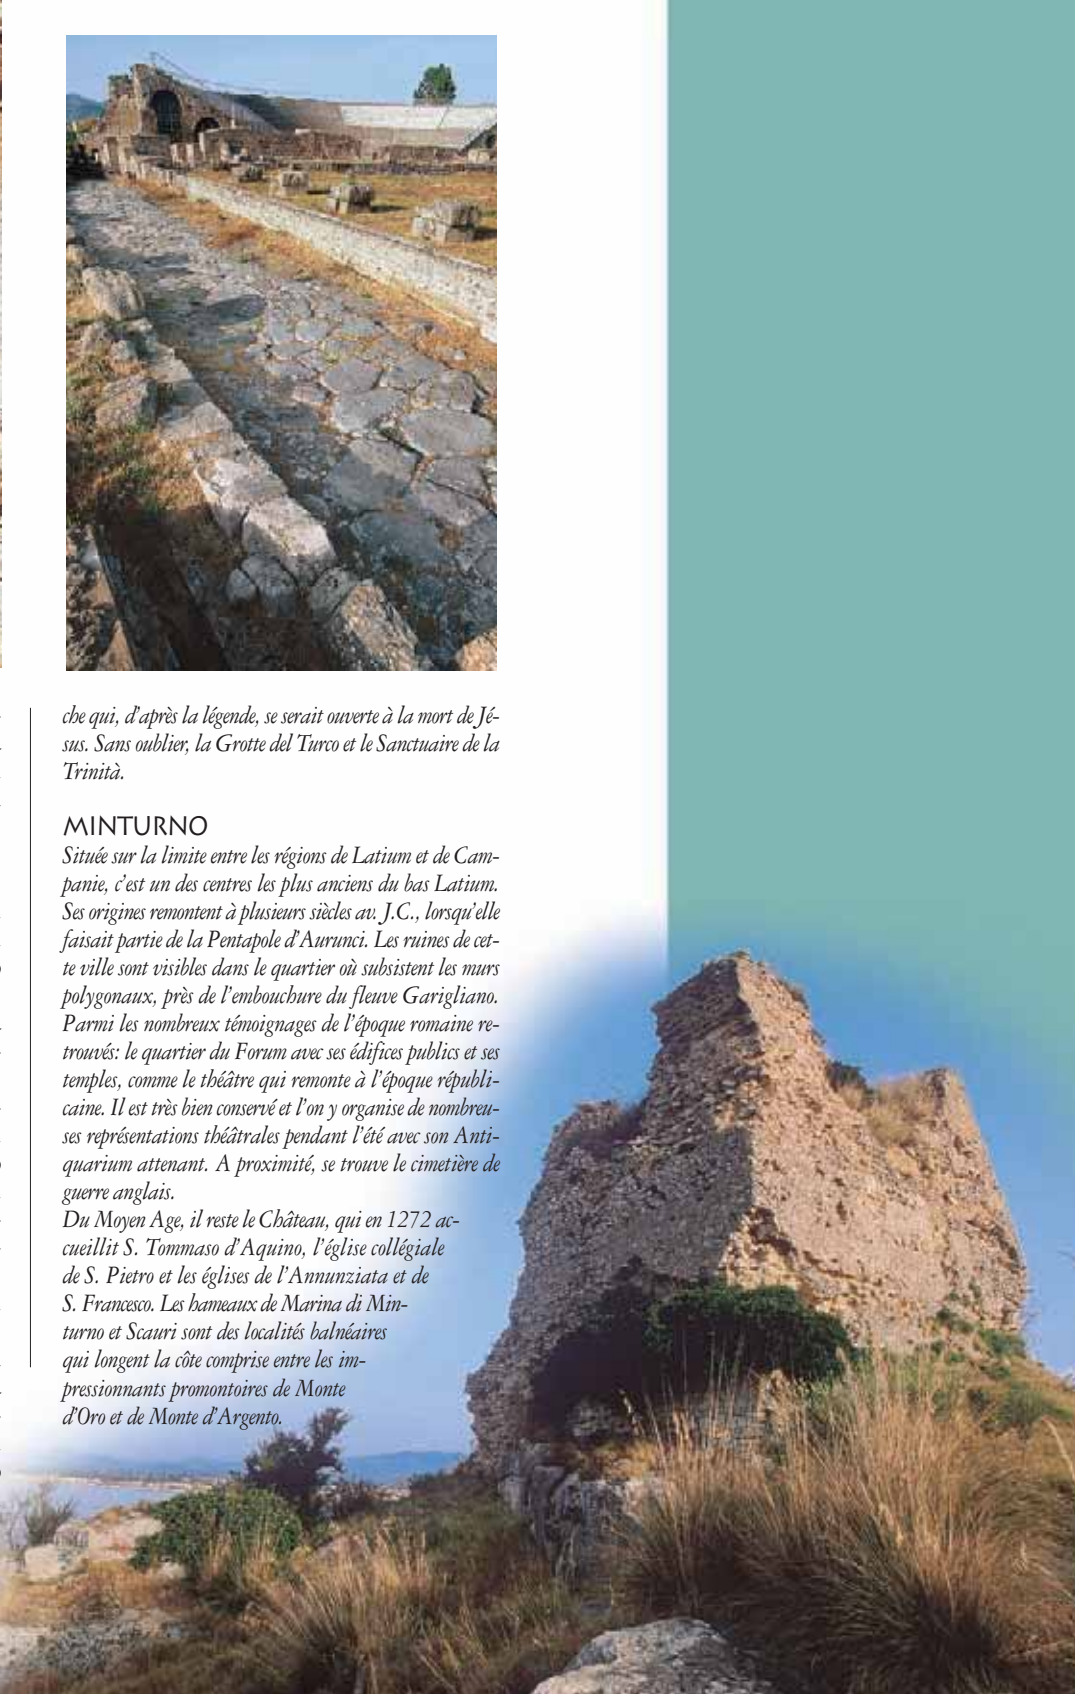 che qui, d'après la légende, se serait ouverte à la mort de Jé-
sus. Sans oublier, la Grotte del Turco et le Sanctuaire de la
Trinità.
MINTURNO
Située sur la limite entre les régions de Latium et de Cam-
panie, c'est un des centres les plus anciens du bas Latium.
Ses origines remontent à plusieurs siècles av. J.C., lorsqu'elle
faisait partie de la Pentapole d'Aurunci. Les ruines de cet-
te ville sont visibles dans le quartier où subsistent les murs
polygonaux, près de l'embouchure du fleuve Garigliano.
Parmi les nombreux témoignages de l'époque romaine re-
trouvés: le quartier du Forum avec ses édifices publics et ses
temples, comme le théâtre qui remonte à l'époque républi-
caine. Il est très bien conservé et l'on y organise de nombreu-
ses représentations théâtrales pendant l'été avec son Anti-
quarium attenant. A proximité, se trouve le cimetière de
guerre anglais.
Du Moyen Age, il reste le Château, qui en 1272 ac-
cueillit S. Tommaso d'Aquino, l'église collégiale
de S. Pietro et les églises de l'Annunziata et de
S. Francesco. Les hameaux de Marina di Min-
turno et Scauri sont des localités balnéaires
qui longent la côte comprise entre les im-
pressionnants promontoires de Monte
d'Oro et de Monte d'Argento.